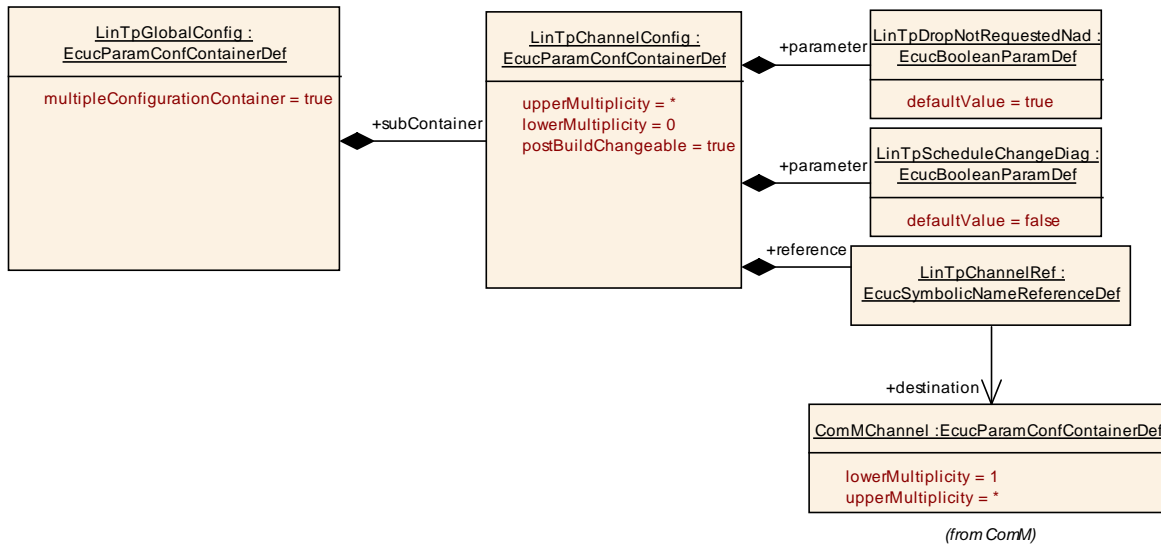 LinTpGlobalConfig :
EcucParamConfContainerDef
multipleConfigurationContainer = true
+subContainer
LinTpChannelConfig :
EcucParamConfContainerDef
upperMultiplicity = *
lowerMultiplicity = 0
postBuildChangeable = true
+parameter
LinTpDropNotRequestedNad :
EcucBooleanParamDef
defaultValue = true
+parameter
LinTpScheduleChangeDiag :
EcucBooleanParamDef
defaultValue = false
+reference
LinTpChannelRef :
EcucSymbolicNameReferenceDef
+destination
ComMChannel :EcucParamConfContainerDef
lowerMultiplicity = 1
upperMultiplicity = *
(from ComM)